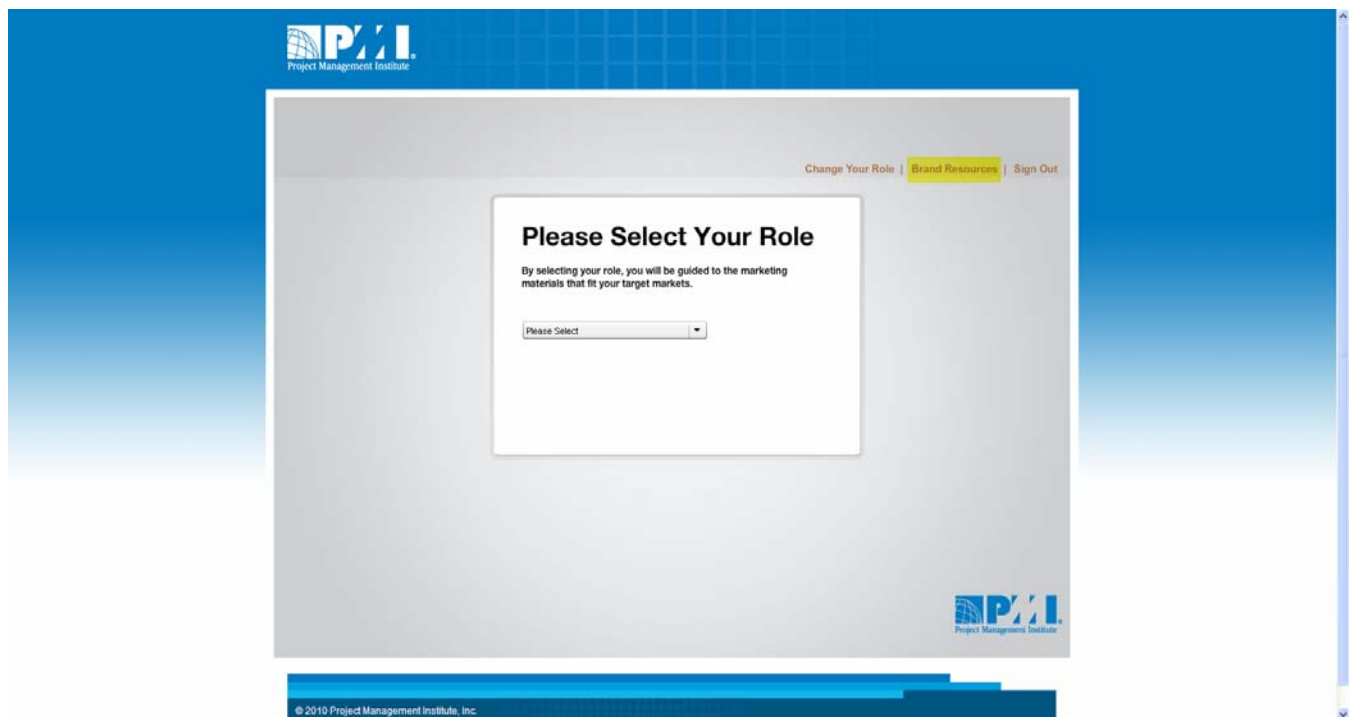 PMI.
Project Management Institute
Change Your Role | Brand Resources | Sign Out
Please Select Your Role
By selecting your role, you will be guided to the marketing
materials that fit your target markets.
Please Select
PMI.
Project Management Institute
© 2010 Project Management Institute, Inc.